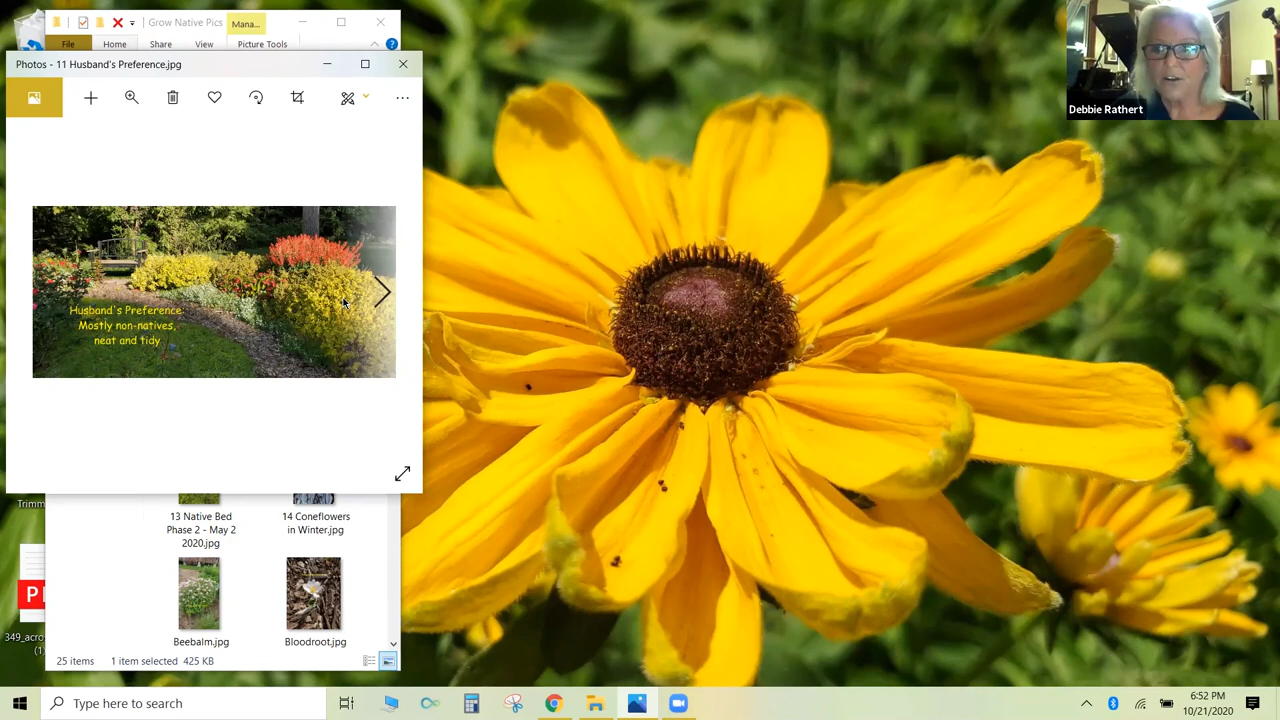 Grow Native Pics
Mana...
File
Home
Share
View
Picture Tools
Photos - 11 Husband's Preference.jpg
Debbie Rathert
Husband's Preference:
Mostly non-natives,
neat and tidy
Trimm
13 Native Bed
Phase 2 - May 2
2020.jpg
14 Coneflowers
in Winter.jpg
349_acros
(1)
Beebalm.jpg
Bloodroot.jpg
25 items
1 item selected 425 KB
Type here to search
6:52 PM
10/21/2020